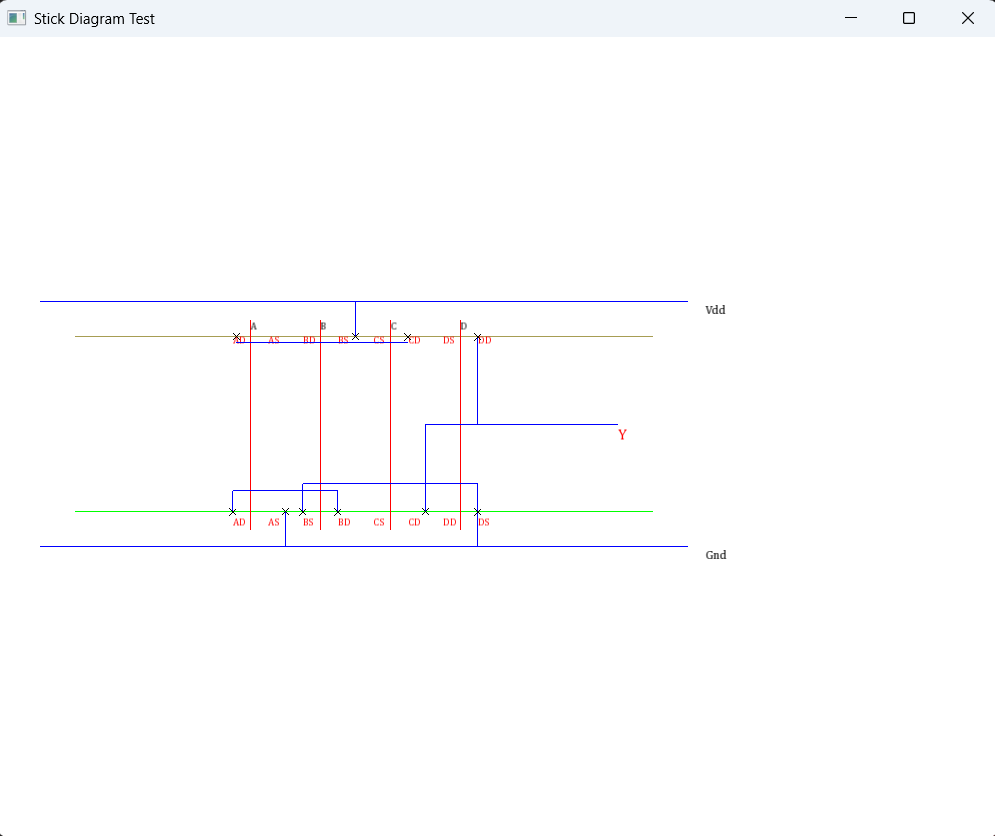 Stick Diagram Test
Vdd
A B C D
AD AS BD BS CS CD DS DD
Y
AD AS BS BD CS CD DD DS
Gnd